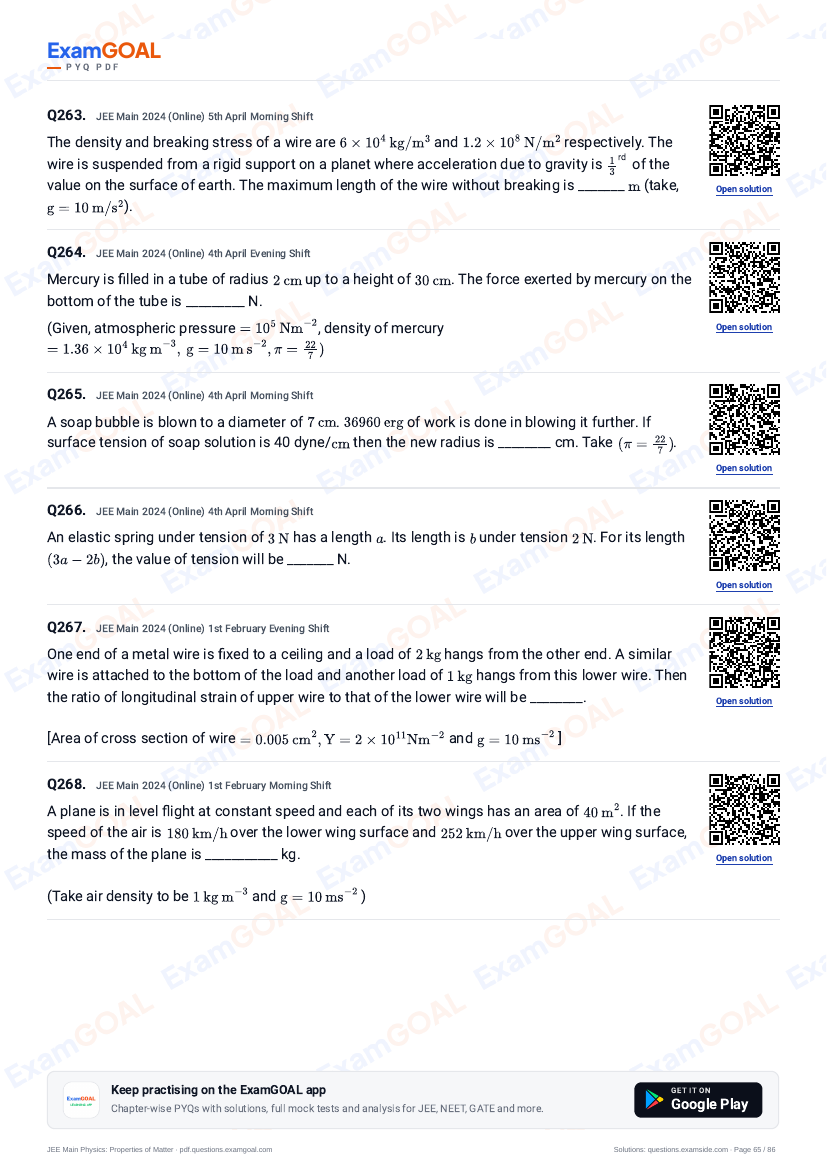 ExamGOAL
PYQ PDF
Q263. JEE Main 2024 (Online) 5th April Morning Shift
The density and breaking stress of a wire are 6 × 10⁴ kg/m³ and 1.2 × 10⁸ N/m² respectively. The
wire is suspended from a rigid support on a planet where acceleration due to gravity is 1/3 rd of the
value on the surface of earth. The maximum length of the wire without breaking is _______ m (take,
g = 10 m/s²).
Open solution
Q264. JEE Main 2024 (Online) 4th April Evening Shift
Mercury is filled in a tube of radius 2 cm up to a height of 30 cm. The force exerted by mercury on the
bottom of the tube is _________ N.
(Given, atmospheric pressure = 10⁵ Nm⁻², density of mercury
= 1.36 × 10⁴ kg m⁻³, g = 10 m s⁻², π = 22/7)
Open solution
Q265. JEE Main 2024 (Online) 4th April Morning Shift
A soap bubble is blown to a diameter of 7 cm. 36960 erg of work is done in blowing it further. If
surface tension of soap solution is 40 dyne/cm then the new radius is ________ cm. Take (π = 22/7).
Open solution
Q266. JEE Main 2024 (Online) 4th April Morning Shift
An elastic spring under tension of 3 N has a length a. Its length is b under tension 2 N. For its length
(3a − 2b), the value of tension will be _______ N.
Open solution
Q267. JEE Main 2024 (Online) 1st February Evening Shift
One end of a metal wire is fixed to a ceiling and a load of 2 kg hangs from the other end. A similar
wire is attached to the bottom of the load and another load of 1 kg hangs from this lower wire. Then
the ratio of longitudinal strain of upper wire to that of the lower wire will be ________.
[Area of cross section of wire = 0.005 cm², Y = 2 × 10¹¹Nm⁻² and g = 10 ms⁻² ]
Open solution
Q268. JEE Main 2024 (Online) 1st February Morning Shift
A plane is in level flight at constant speed and each of its two wings has an area of 40 m². If the
speed of the air is 180 km/h over the lower wing surface and 252 km/h over the upper wing surface,
the mass of the plane is ___________ kg.
(Take air density to be 1 kg m⁻³ and g = 10 ms⁻² )
Open solution
ExamGOAL
Keep practising on the ExamGOAL app
Chapter-wise PYQs with solutions, full mock tests and analysis for JEE, NEET, GATE and more.
GET IT ON
Google Play
JEE Main Physics: Properties of Matter · pdf.questions.examgoal.com
Solutions: questions.examside.com · Page 65 / 86